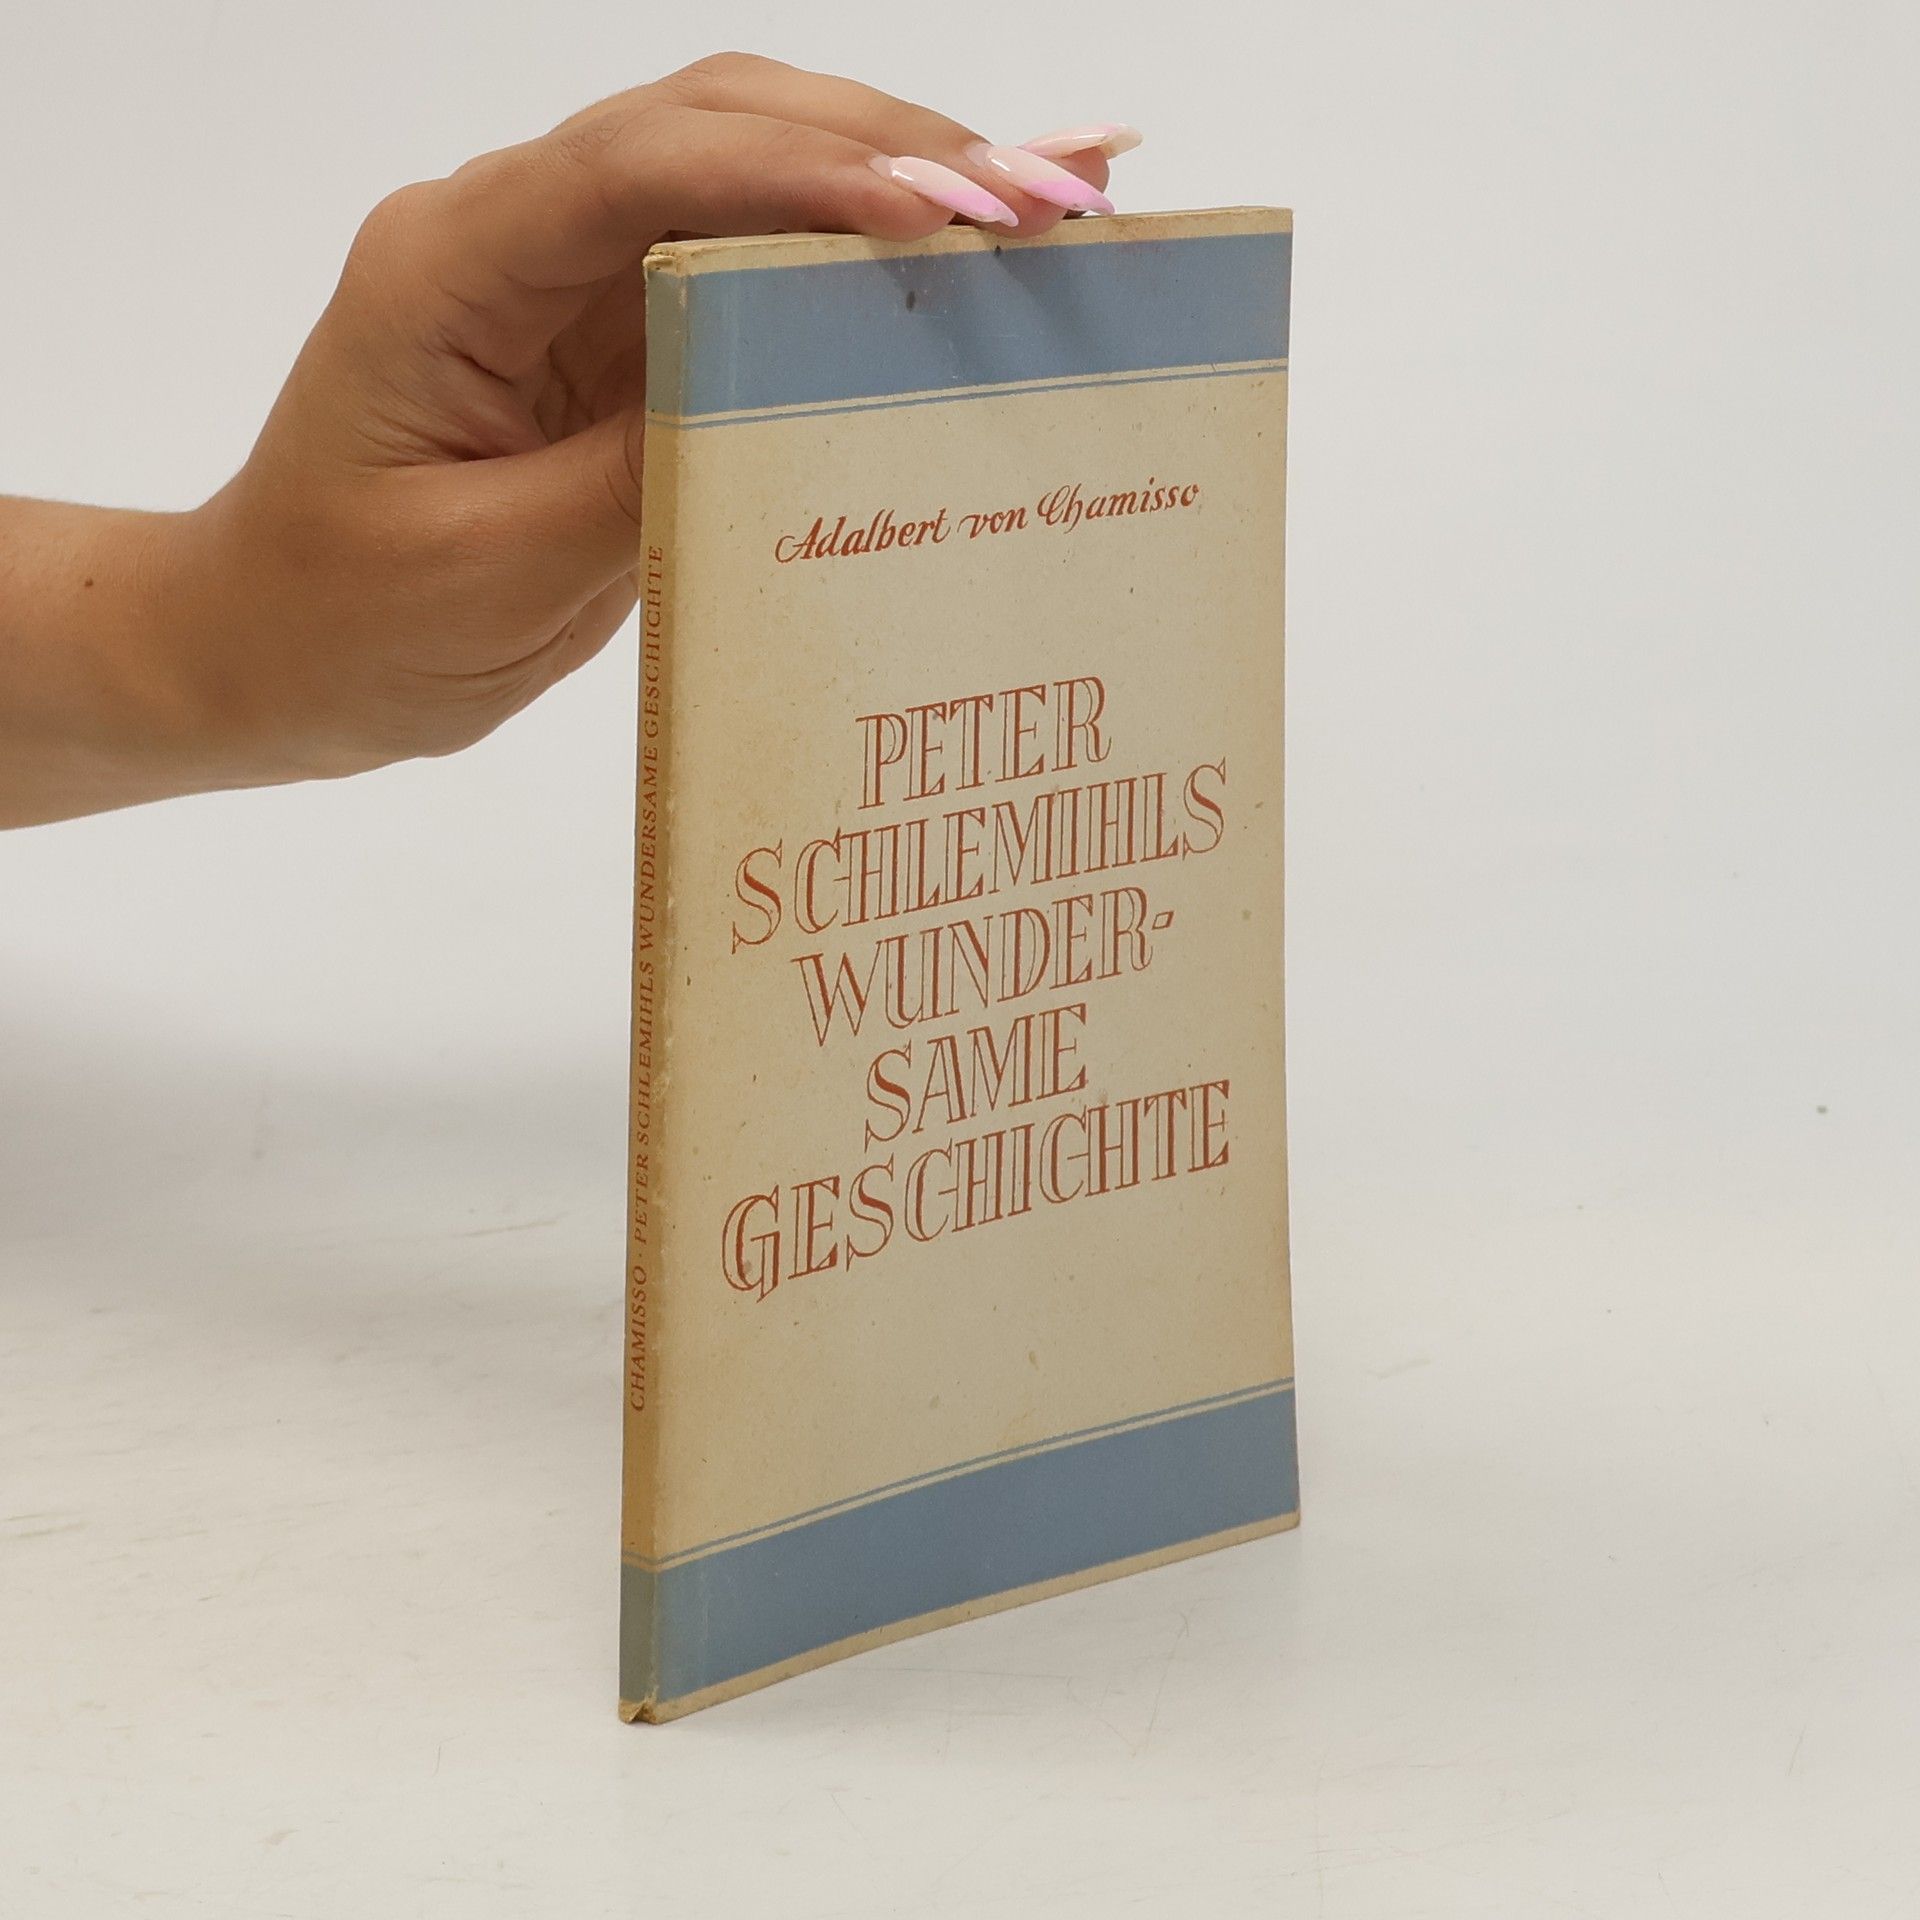 Adalbert von Chamisso
PETER
SCHLEMIHLS
WUNDER-
SAME
GESCHICHTE
CHAMISSO · PETER SCHLEMIHLS WUNDERSAME GESCHICHTE